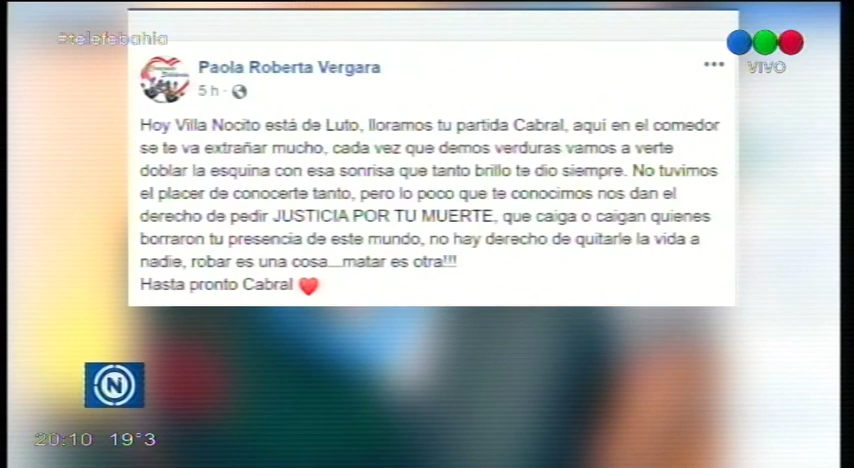 #telefebahia
VIVO
Paola Roberta Vergara
5 h ·
Hoy Villa Nocito está de Luto, lloramos tu partida Cabral, aquí en el comedor
se te va extrañar mucho, cada vez que demos verduras vamos a verte
doblar la esquina con esa sonrisa que tanto brillo te dio siempre. No tuvimos
el placer de conocerte tanto, pero lo poco que te conocimos nos dan el
derecho de pedir JUSTICIA POR TU MUERTE, que caiga o caigan quienes
borraron tu presencia de este mundo, no hay derecho de quitarle la vida a
nadie, robar es una cosa...matar es otra!!!
Hasta pronto Cabral
N
20:10 19°3